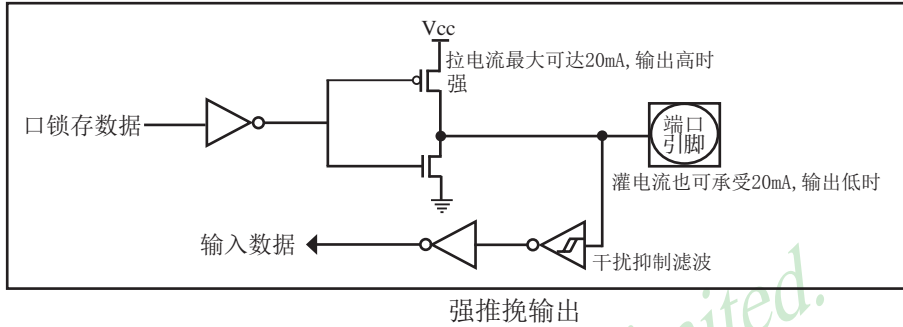 Vcc
拉电流最大可达20mA,输出高时
强
口锁存数据
端口
引脚
灌电流也可承受20mA,输出低时
输入数据
干扰抑制滤波
强推挽输出
mited.